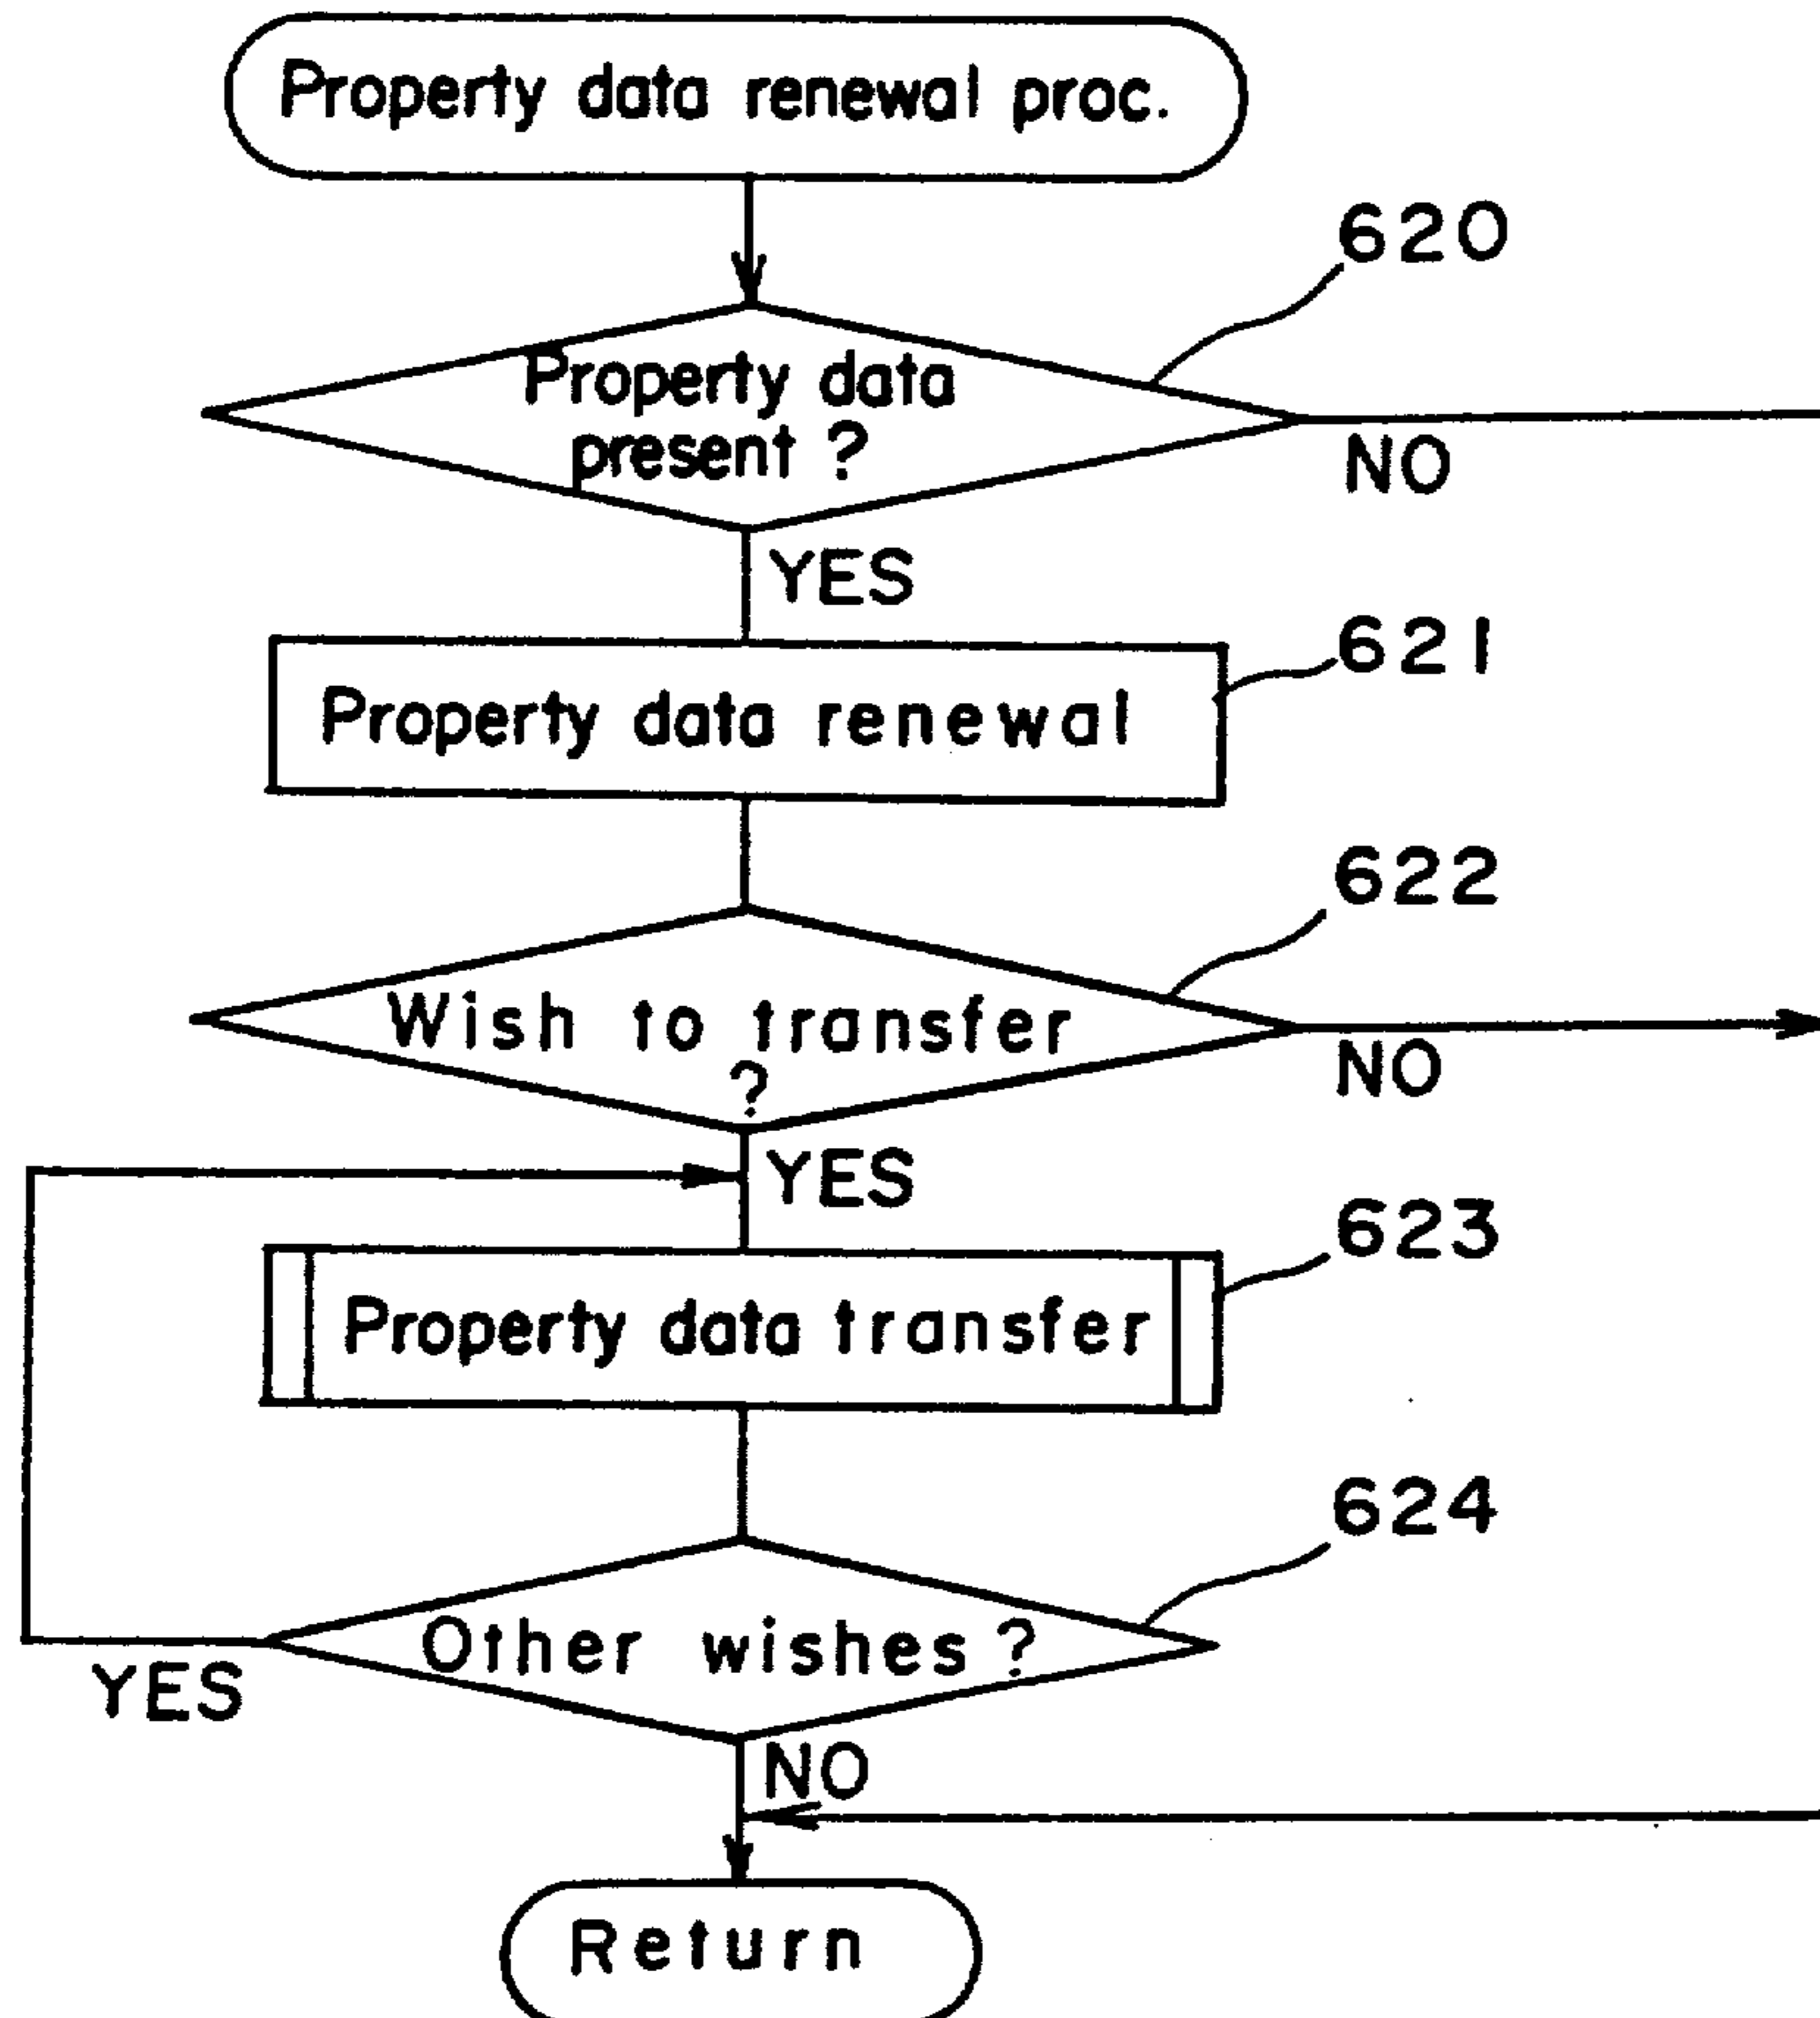 Property data renewal proc.
620
Property data
present ?
NO
YES
621
Property data renewal
622
Wish to transfer
?
NO
YES
623
Property data transfer
624
Other wishes ?
YES
NO
Return